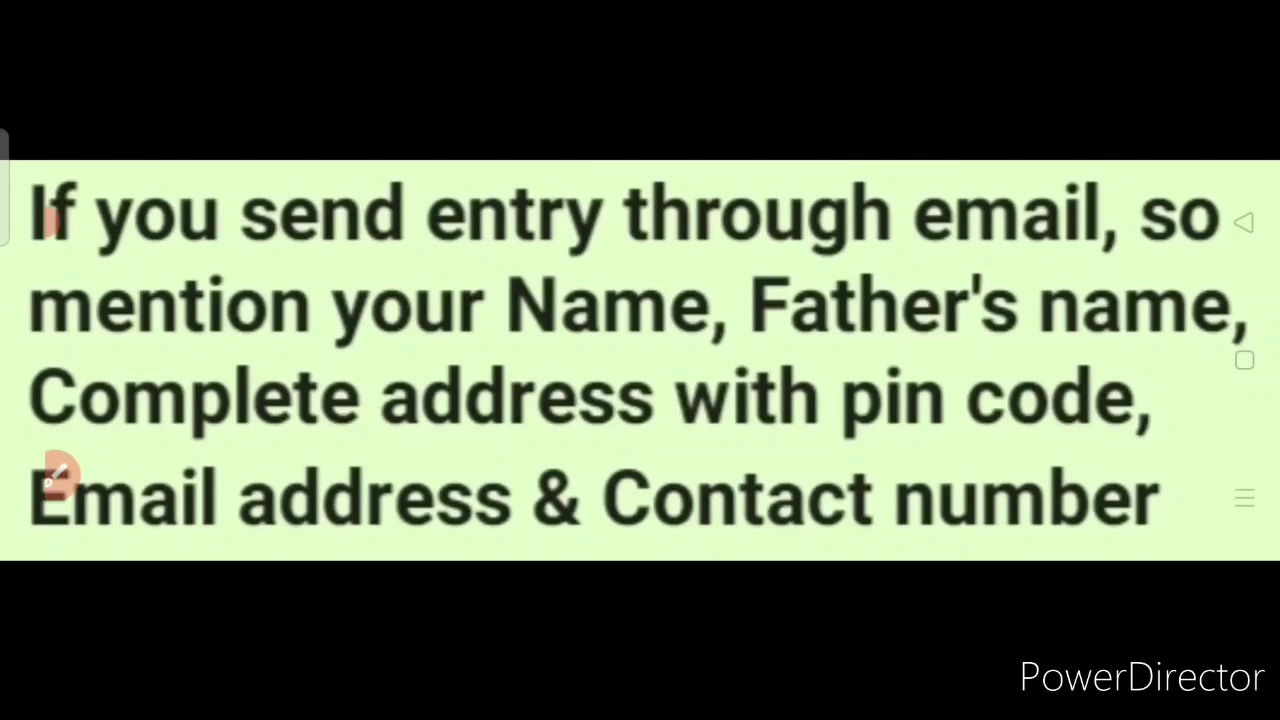 If you send entry through email, so
mention your Name, Father's name,
Complete address with pin code,
Email address & Contact number
PowerDirector